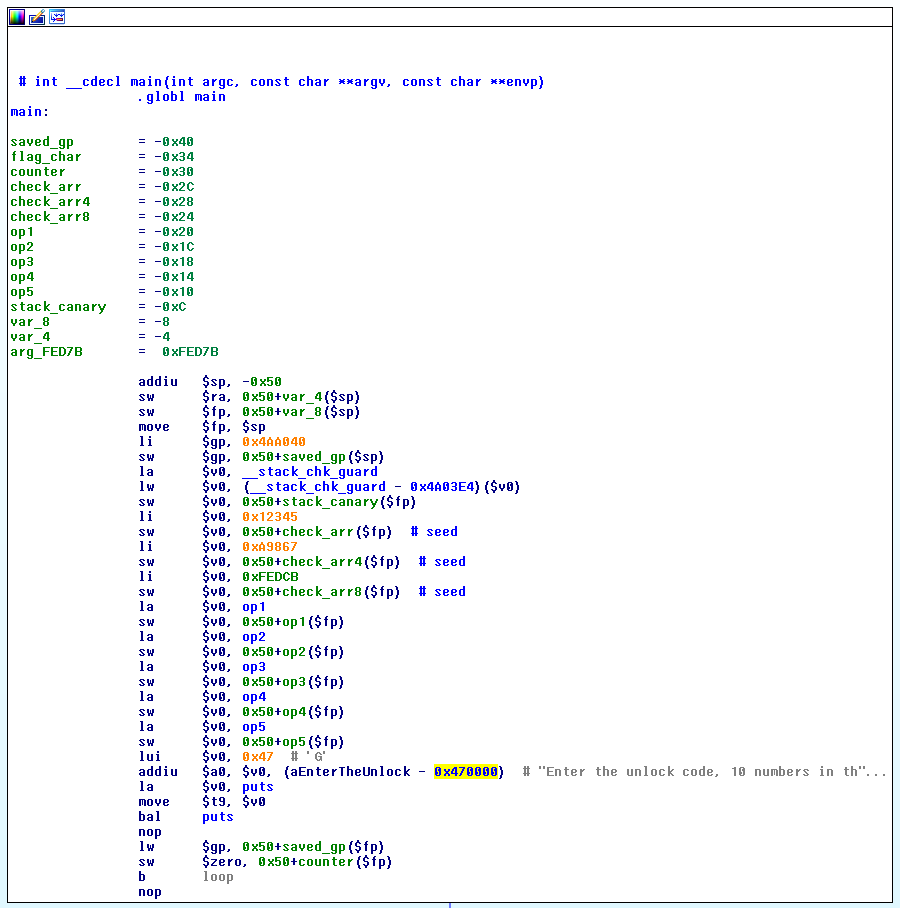 # int __cdecl main(int argc, const char **argv, const char **envp)
.globl main
main:
saved_gp = -0x40
flag_char = -0x34
counter = -0x30
check_arr = -0x2C
check_arr4 = -0x28
check_arr8 = -0x24
op1 = -0x20
op2 = -0x1C
op3 = -0x18
op4 = -0x14
op5 = -0x10
stack_canary = -0xC
var_8 = -8
var_4 = -4
arg_FED7B = 0xFED7B
addiu $sp, -0x50
sw $ra, 0x50+var_4($sp)
sw $fp, 0x50+var_8($sp)
move $fp, $sp
li $gp, 0x4AA040
sw $gp, 0x50+saved_gp($sp)
la $v0, __stack_chk_guard
lw $v0, (__stack_chk_guard - 0x4A03E4)($v0)
sw $v0, 0x50+stack_canary($fp)
li $v0, 0x12345
sw $v0, 0x50+check_arr($fp) # seed
li $v0, 0xA9867
sw $v0, 0x50+check_arr4($fp) # seed
li $v0, 0xFEDCB
sw $v0, 0x50+check_arr8($fp) # seed
la $v0, op1
sw $v0, 0x50+op1($fp)
la $v0, op2
sw $v0, 0x50+op2($fp)
la $v0, op3
sw $v0, 0x50+op3($fp)
la $v0, op4
sw $v0, 0x50+op4($fp)
la $v0, op5
sw $v0, 0x50+op5($fp)
lui $v0, 0x47 # 'G'
addiu $a0, $v0, (aEnterTheUnlock - 0x470000) # "Enter the unlock code, 10 numbers in th"...
la $v0, puts
move $t9, $v0
bal puts
nop
lw $gp, 0x50+saved_gp($fp)
sw $zero, 0x50+counter($fp)
b loop
nop